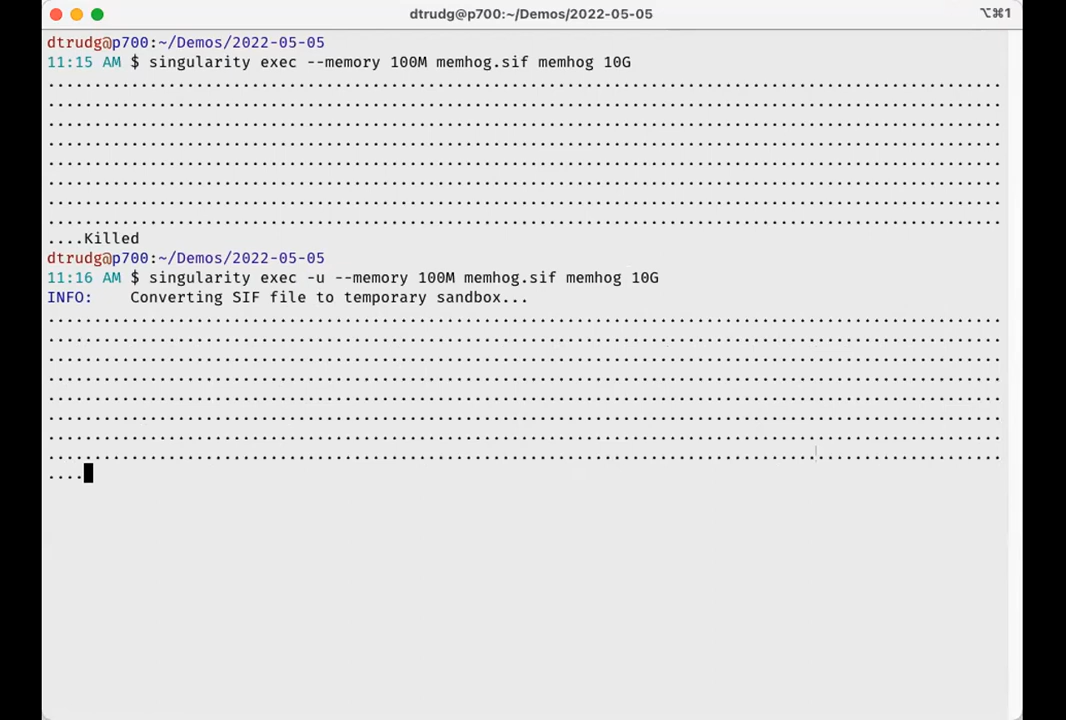 dtrudg@p700:~/Demos/2022-05-05 ⌥⌘1
dtrudg@p700:~/Demos/2022-05-05
11:15 AM $ singularity exec --memory 100M memhog.sif memhog 10G
.......................................................................................................
.......................................................................................................
.......................................................................................................
.......................................................................................................
.......................................................................................................
.......................................................................................................
.......................................................................................................
.......................................................................................................
....Killed
dtrudg@p700:~/Demos/2022-05-05
11:16 AM $ singularity exec -u --memory 100M memhog.sif memhog 10G
INFO:    Converting SIF file to temporary sandbox...
.......................................................................................................
.......................................................................................................
.......................................................................................................
.......................................................................................................
.......................................................................................................
.......................................................................................................
.......................................................................................................
.......................................................................................................
....